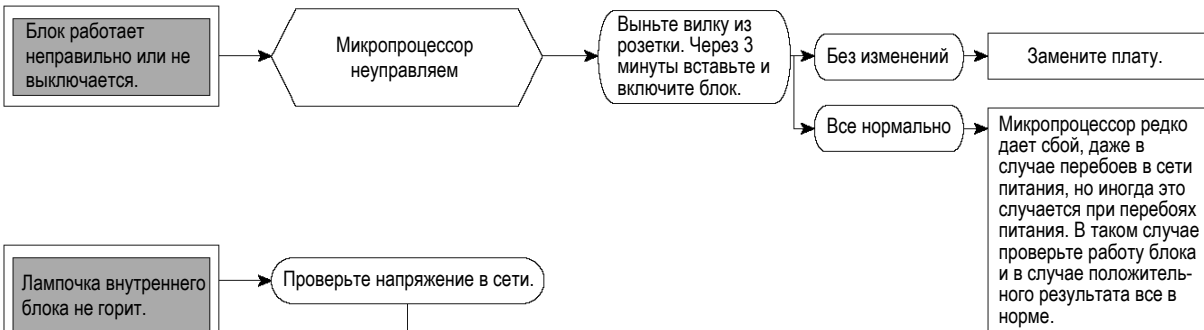 Блок работает
неправильно или не
выключается.
Микропроцессор
неуправляем
Выньте вилку из
розетки. Через 3
минуты вставьте и
включите блок.
Без изменений
Замените плату.
Все нормально
Микропроцессор редко
дает сбой, даже в
случае перебоев в сети
питания, но иногда это
случается при перебоях
питания. В таком случае
проверьте работу блока
и в случае положитель-
ного результата все в
норме.
Лампочка внутреннего
блока не горит.
Проверьте напряжение в сети.